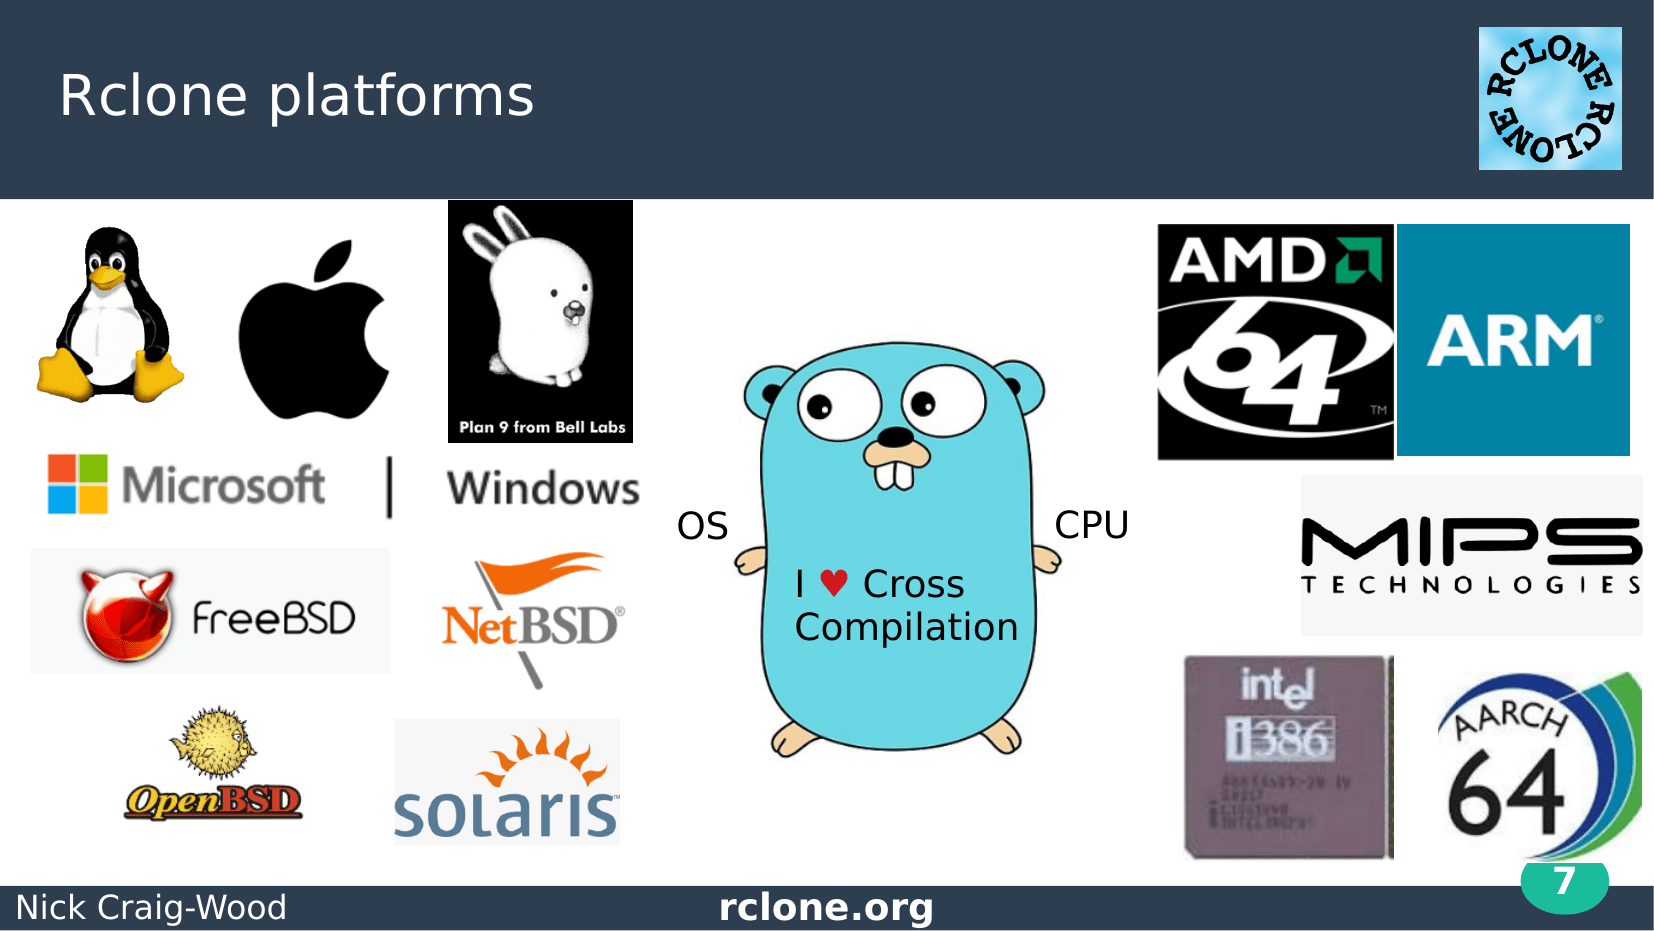 Rclone platforms
RCLONE RCLONE
Plan 9 from Bell Labs
Microsoft | Windows
FreeBSD
NetBSD®
OpenBSD
solaris™
OS
CPU
I ♥ Cross
Compilation
AMD
64
TM
ARM®
MIPS
TECHNOLOGIES
intel
i386
AARCH
64
7
Nick Craig-Wood
rclone.org